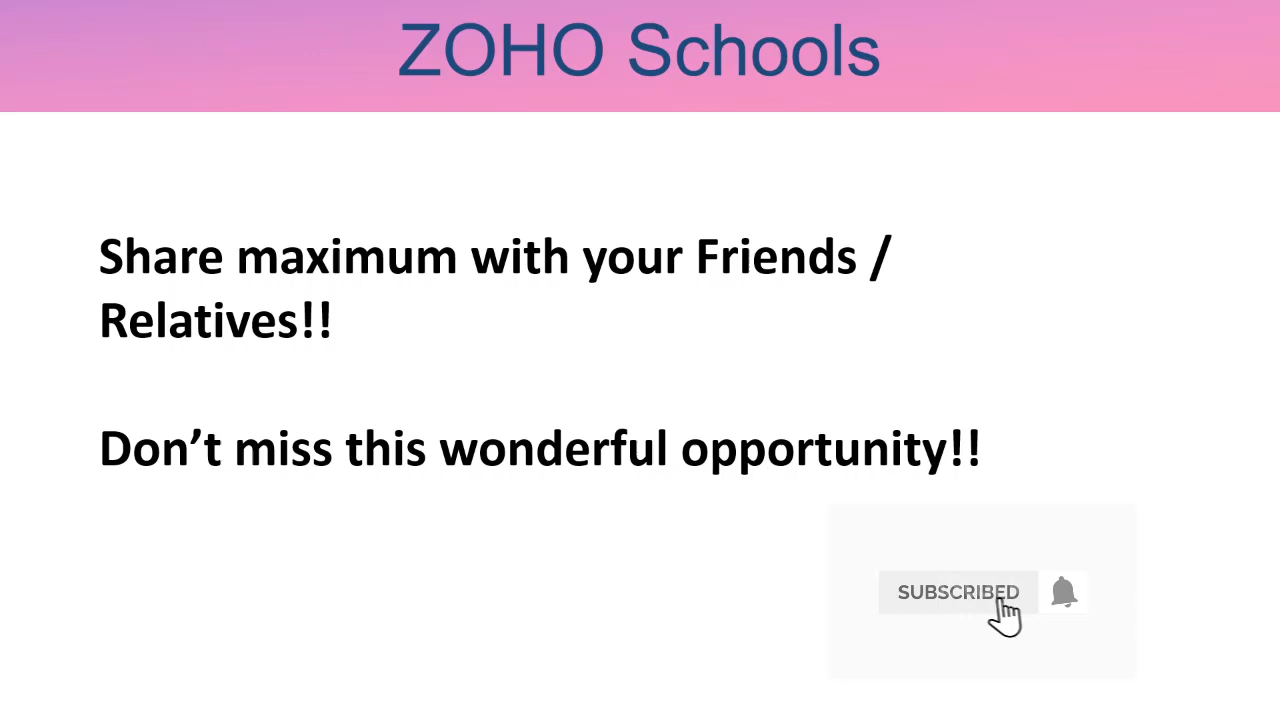 ZOHO Schools
Share maximum with your Friends /
Relatives!!
Don’t miss this wonderful opportunity!!
SUBSCRIBED